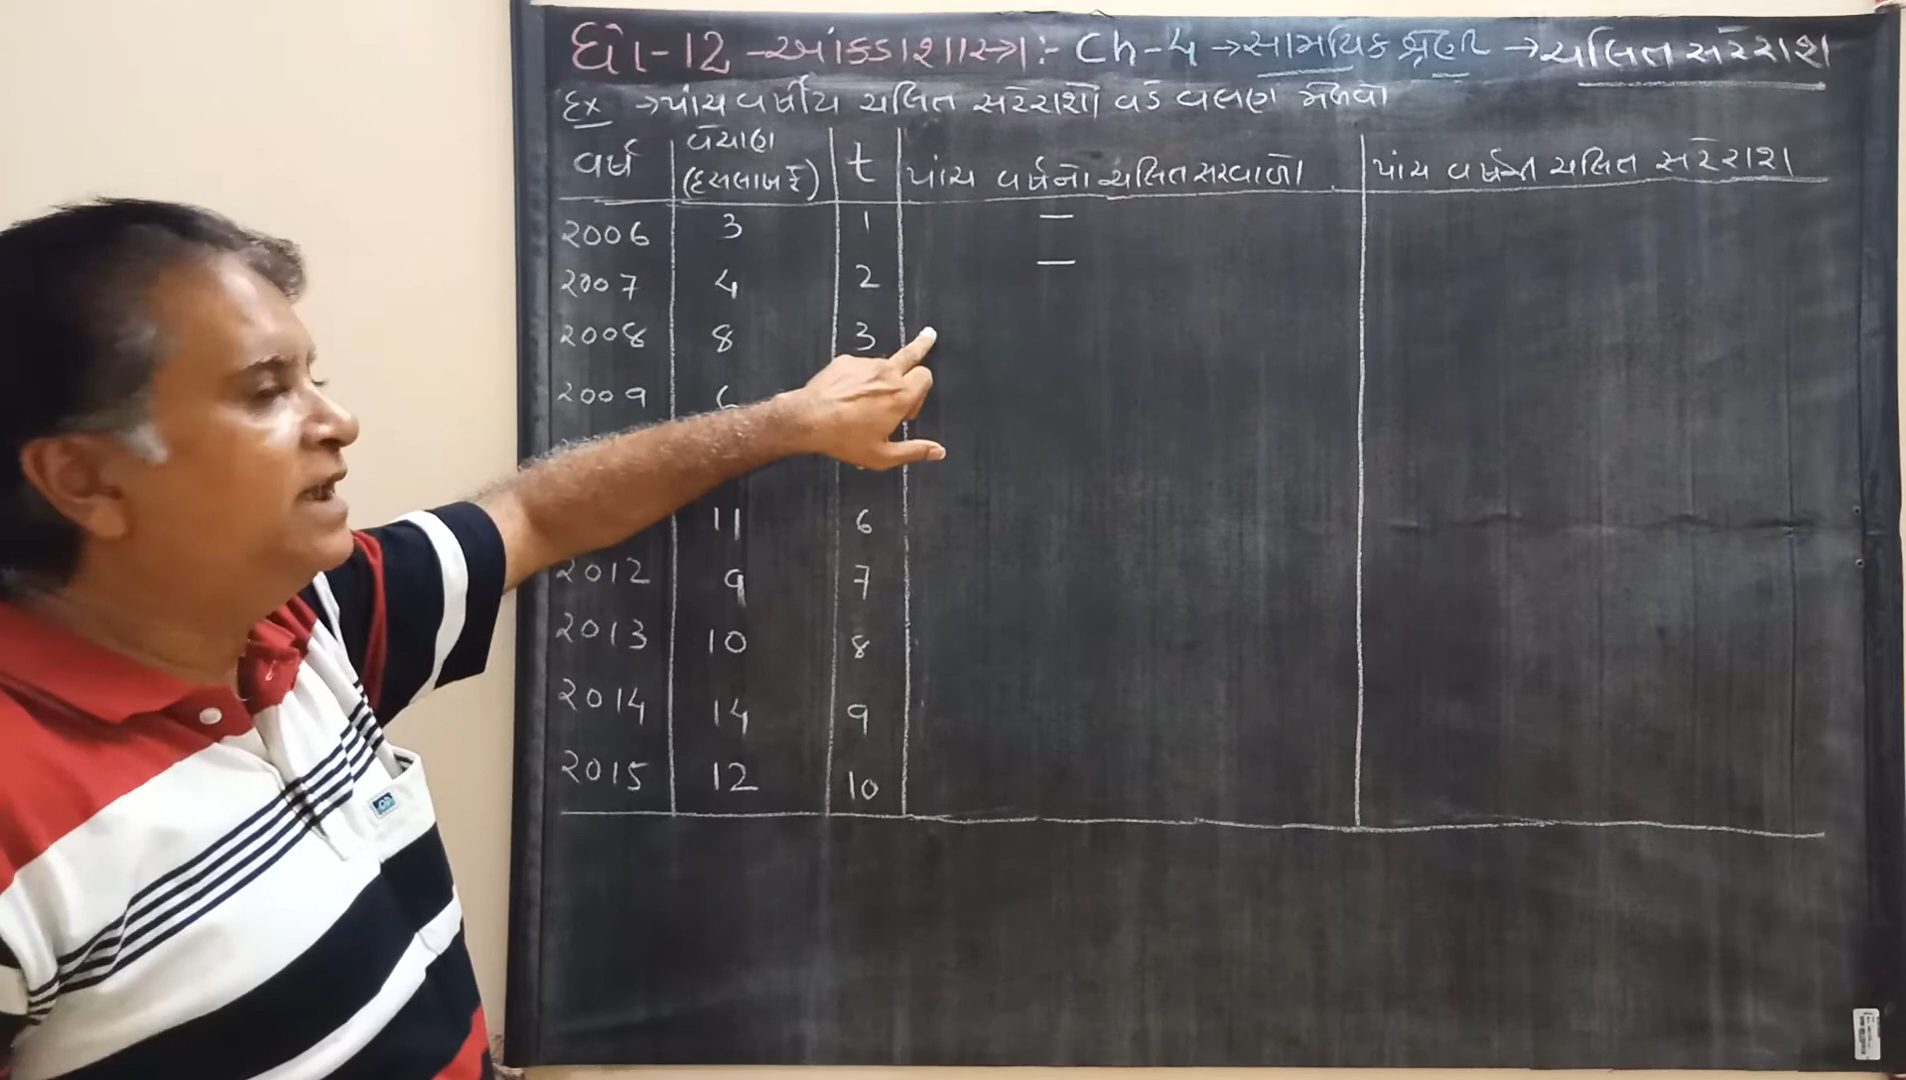 ધો-12 - આંકડાશાસ્ત્ર :- Ch-4 → સામયિક શ્રેણી → ચલિત સરેરાશ
Ex → પાંચ વર્ષીય ચલિત સરેરાશો વડે વલણ મેળવો
વર્ષ વેચાણ (દસ લાખ રૂ) t પાંચ વર્ષનો ચલિત સરવાળો પાંચ વર્ષની ચલિત સરેરાશ
2006 3 1 —
2007 4 2 —
2008 8 3
2009
11 6
2012 9 7
2013 10 8
2014 14 9
2015 12 10